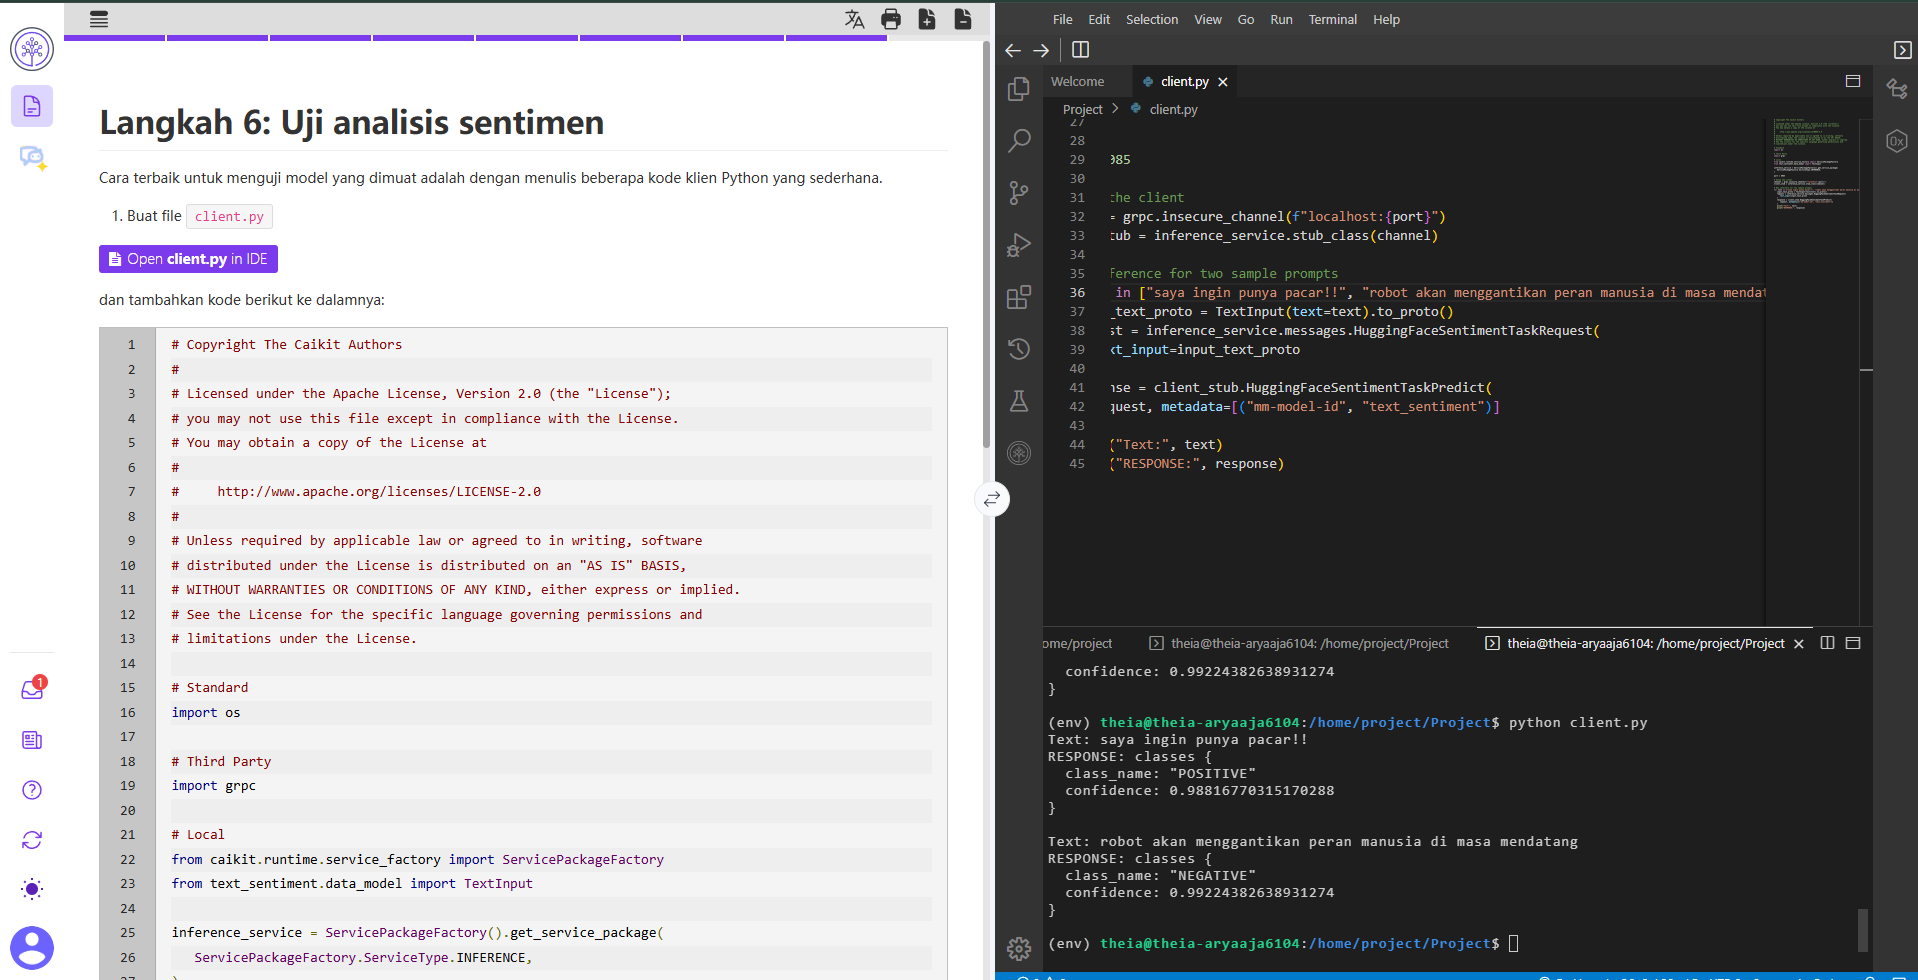 Langkah 6: Uji analisis sentimen
Cara terbaik untuk menguji model yang dimuat adalah dengan menulis beberapa kode klien Python yang sederhana.
1. Buat file client.py
Open client.py in IDE
dan tambahkan kode berikut ke dalamnya:
1 # Copyright The Caikit Authors
2 #
3 # Licensed under the Apache License, Version 2.0 (the "License");
4 # you may not use this file except in compliance with the License.
5 # You may obtain a copy of the License at
6 #
7 #     http://www.apache.org/licenses/LICENSE-2.0
8 #
9 # Unless required by applicable law or agreed to in writing, software
10 # distributed under the License is distributed on an "AS IS" BASIS,
11 # WITHOUT WARRANTIES OR CONDITIONS OF ANY KIND, either express or implied.
12 # See the License for the specific language governing permissions and
13 # limitations under the License.
14
15 # Standard
16 import os
17
18 # Third Party
19 import grpc
20
21 # Local
22 from caikit.runtime.service_factory import ServicePackageFactory
23 from text_sentiment.data_model import TextInput
24
25 inference_service = ServicePackageFactory().get_service_package(
26    ServicePackageFactory.ServiceType.INFERENCE,
27 )
1
File Edit Selection View Go Run Terminal Help
Welcome client.py
Project > client.py
27
28
29 085
30
31 the client
32 = grpc.insecure_channel(f"localhost:{port}")
33 tub = inference_service.stub_class(channel)
34
35 ference for two sample prompts
36 in ["saya ingin punya pacar!!", "robot akan menggantikan peran manusia di masa mendat
37 _text_proto = TextInput(text=text).to_proto()
38 st = inference_service.messages.HuggingFaceSentimentTaskRequest(
39 xt_input=input_text_proto
40
41 nse = client_stub.HuggingFaceSentimentTaskPredict(
42 quest, metadata=[("mm-model-id", "text_sentiment")]
43
44 ("Text:", text)
45 ("RESPONSE:", response)
0x
ome/project theia@theia-aryaaja6104: /home/project/Project theia@theia-aryaaja6104: /home/project/Project
confidence: 0.99224382638931274
}
(env) theia@theia-aryaaja6104:/home/project/Project$ python client.py
Text: saya ingin punya pacar!!
RESPONSE: classes {
class_name: "POSITIVE"
confidence: 0.98816770315170288
}
Text: robot akan menggantikan peran manusia di masa mendatang
RESPONSE: classes {
class_name: "NEGATIVE"
confidence: 0.99224382638931274
}
(env) theia@theia-aryaaja6104:/home/project/Project$